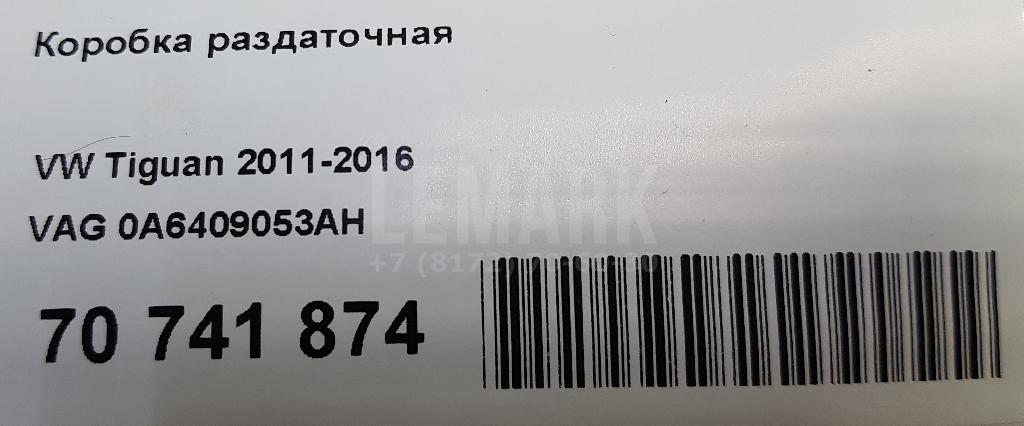 Коробка раздаточная
VW Tiguan 2011-2016
VAG 0A6409053AH
LEMARK
70 741 874